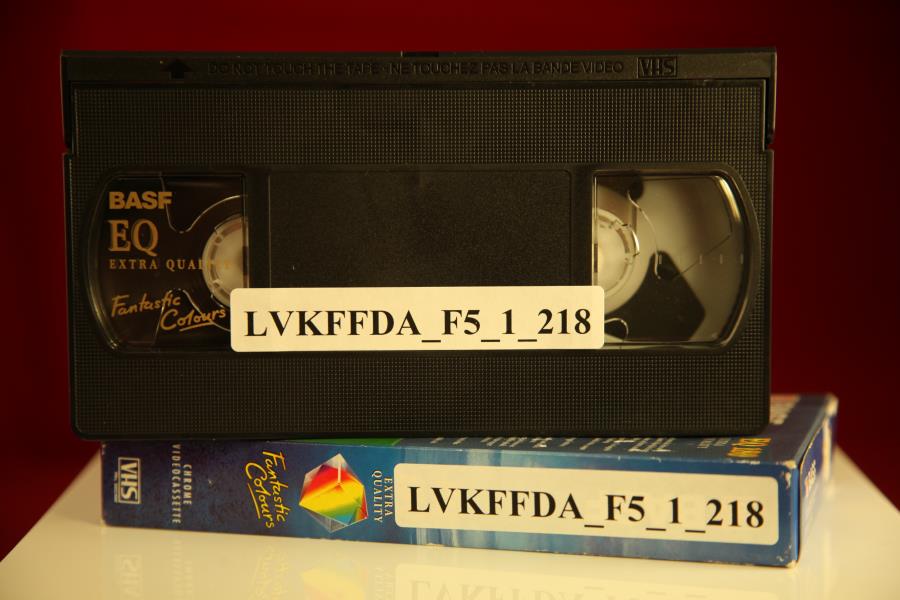 DO NOT TOUCH THE TAPE · NE TOUCHEZ PAS LA BANDE VIDEO VHS
BASF
EQ
EXTRA QUALITY
Fantastic
Colours
LVKFFDA_F5_1_218
VHS
CHROME
VIDEOCASSETTE
Fantastic
Colours
EXTRA
QUALITY
LVKFFDA_F5_1_218